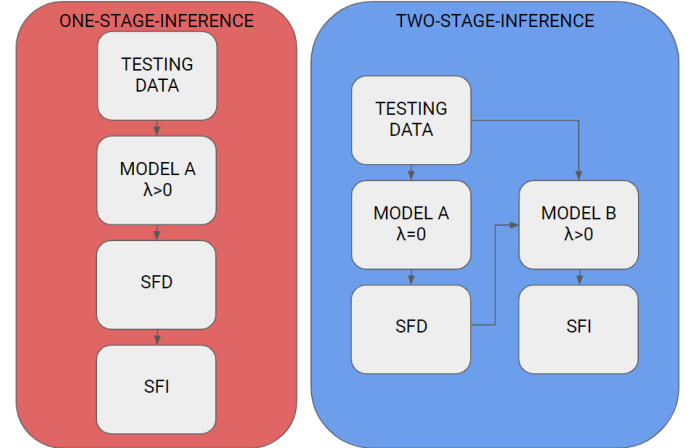 ONE-STAGE-INFERENCE
TESTING
DATA
MODEL A
λ>0
SFD
SFI
TWO-STAGE-INFERENCE
TESTING
DATA
MODEL A
λ=0
SFD
MODEL B
λ>0
SFI